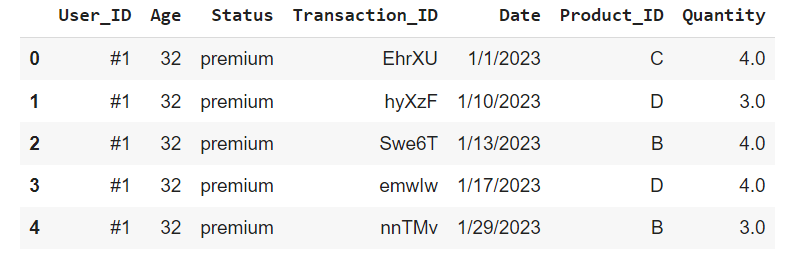 User_ID Age Status Transaction_ID Date Product_ID Quantity
0 #1 32 premium EhrXU 1/1/2023 C 4.0
1 #1 32 premium hyXzF 1/10/2023 D 3.0
2 #1 32 premium Swe6T 1/13/2023 B 4.0
3 #1 32 premium emwIw 1/17/2023 D 4.0
4 #1 32 premium nnTMv 1/29/2023 B 3.0